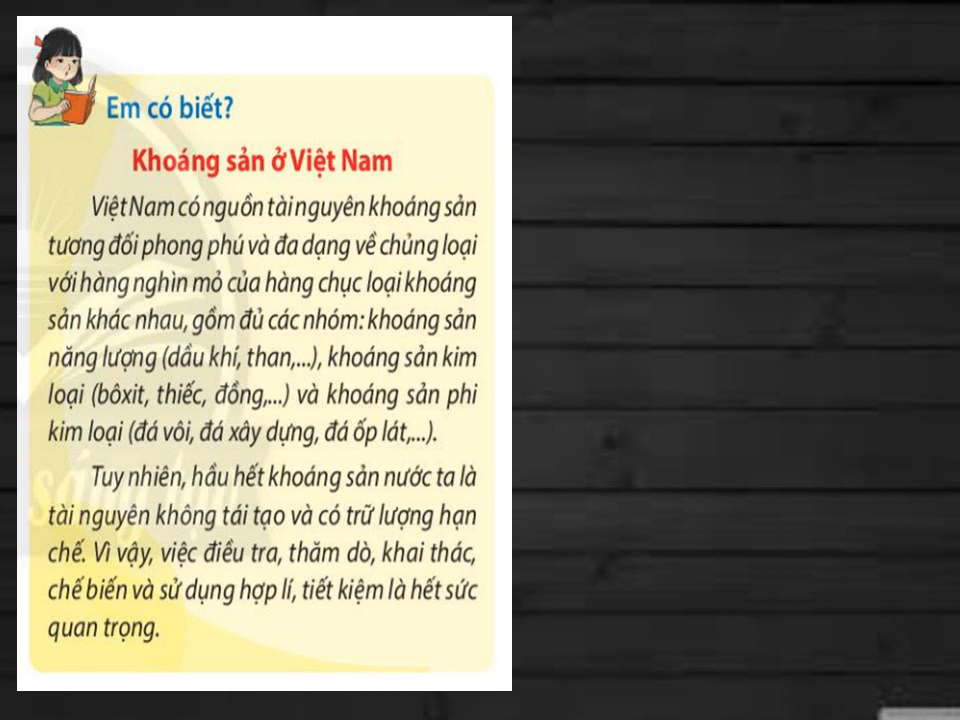 Em có biết?
Khoáng sản ở Việt Nam
Việt Nam có nguồn tài nguyên khoáng sản
tương đối phong phú và đa dạng về chủng loại
với hàng nghìn mỏ của hàng chục loại khoáng
sản khác nhau, gồm đủ các nhóm: khoáng sản
năng lượng (dầu khí, than,...), khoáng sản kim
loại (bôxit, thiếc, đồng,...) và khoáng sản phi
kim loại (đá vôi, đá xây dựng, đá ốp lát,...).
Tuy nhiên, hầu hết khoáng sản nước ta là
tài nguyên không tái tạo và có trữ lượng hạn
chế. Vì vậy, việc điều tra, thăm dò, khai thác,
chế biến và sử dụng hợp lí, tiết kiệm là hết sức
quan trọng.